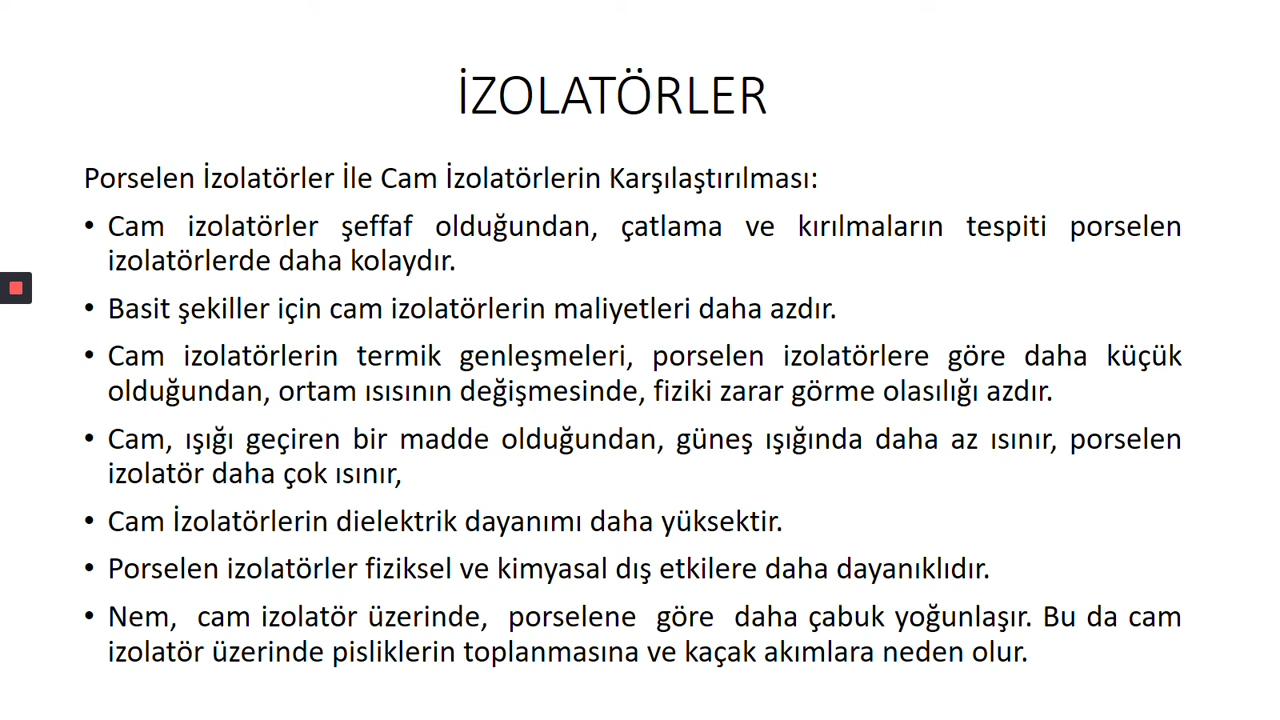 İZOLATÖRLER
Porselen İzolatörler İle Cam İzolatörlerin Karşılaştırılması:
• Cam izolatörler şeffaf olduğundan, çatlama ve kırılmaların tespiti porselen
izolatörlerde daha kolaydır.
• Basit şekiller için cam izolatörlerin maliyetleri daha azdır.
• Cam izolatörlerin termik genleşmeleri, porselen izolatörlere göre daha küçük
olduğundan, ortam ısısının değişmesinde, fiziki zarar görme olasılığı azdır.
• Cam, ışığı geçiren bir madde olduğundan, güneş ışığında daha az ısınır, porselen
izolatör daha çok ısınır,
• Cam İzolatörlerin dielektrik dayanımı daha yüksektir.
• Porselen izolatörler fiziksel ve kimyasal dış etkilere daha dayanıklıdır.
• Nem, cam izolatör üzerinde, porselene göre daha çabuk yoğunlaşır. Bu da cam
izolatör üzerinde pisliklerin toplanmasına ve kaçak akımlara neden olur.